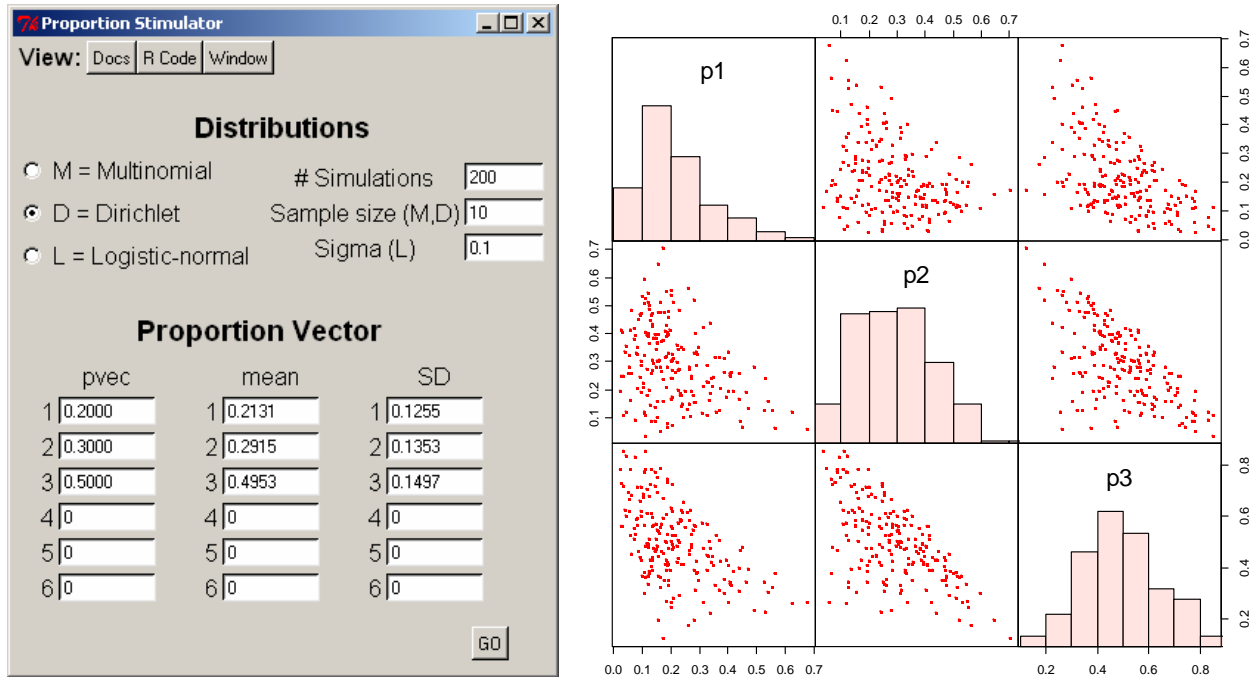 Proportion Stimulator
View: Docs R Code Window
Distributions
M = Multinomial
D = Dirichlet
L = Logistic-normal
# Simulations 200
Sample size (M,D) 10
Sigma (L) 0.1
Proportion Vector
pvec mean SD
1 0.2000 1 0.2131 1 0.1255
2 0.3000 2 0.2915 2 0.1353
3 0.5000 3 0.4953 3 0.1497
4 0 4 0 4 0
5 0 5 0 5 0
6 0 6 0 6 0
GO
0.1 0.2 0.3 0.4 0.5 0.6 0.7
p1
0.0 0.1 0.2 0.3 0.4 0.5 0.6 0.7
p2
0.1 0.2 0.3 0.4 0.5 0.6 0.7
p3
0.2 0.4 0.6 0.8
0.0 0.1 0.2 0.3 0.4 0.5 0.6 0.7
0.2 0.4 0.6 0.8